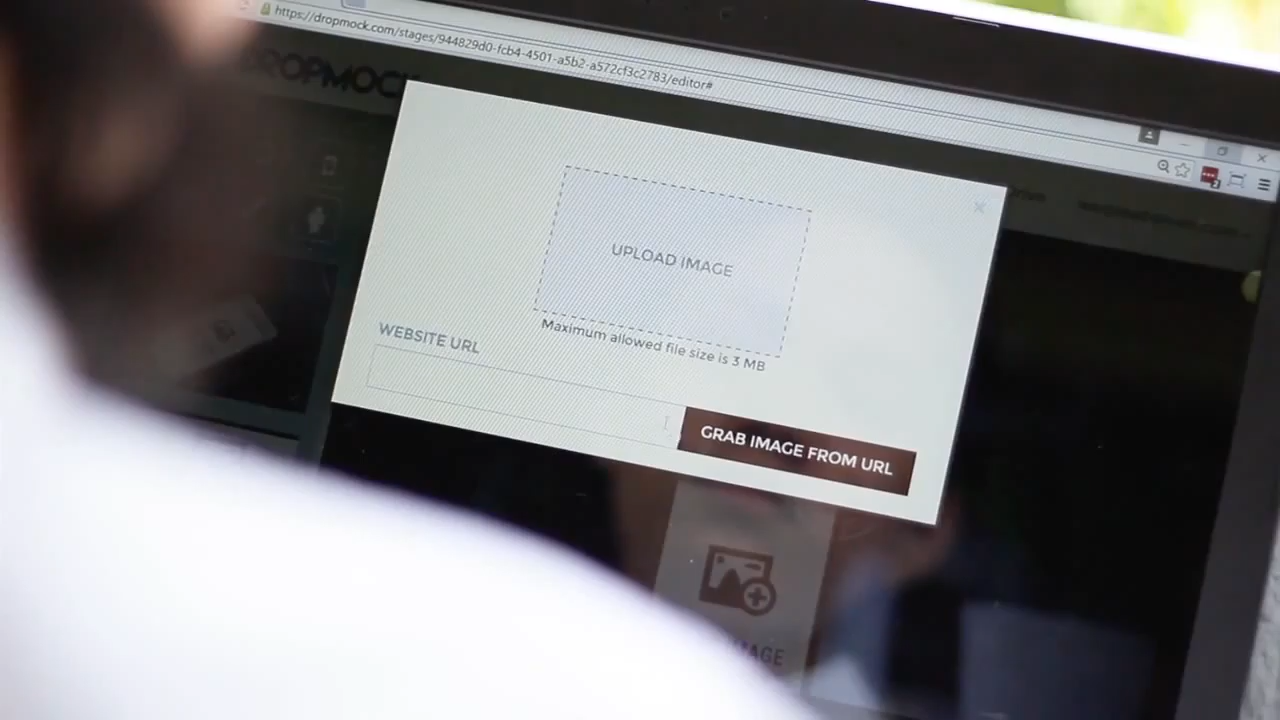 https://dropmock.com/stages/944829d0-fcb4-4501-a5b2-a572cf3c2783/editor#
DROPMOCK
UPLOAD IMAGE
Maximum allowed file size is 3 MB
WEBSITE URL
GRAB IMAGE FROM URL